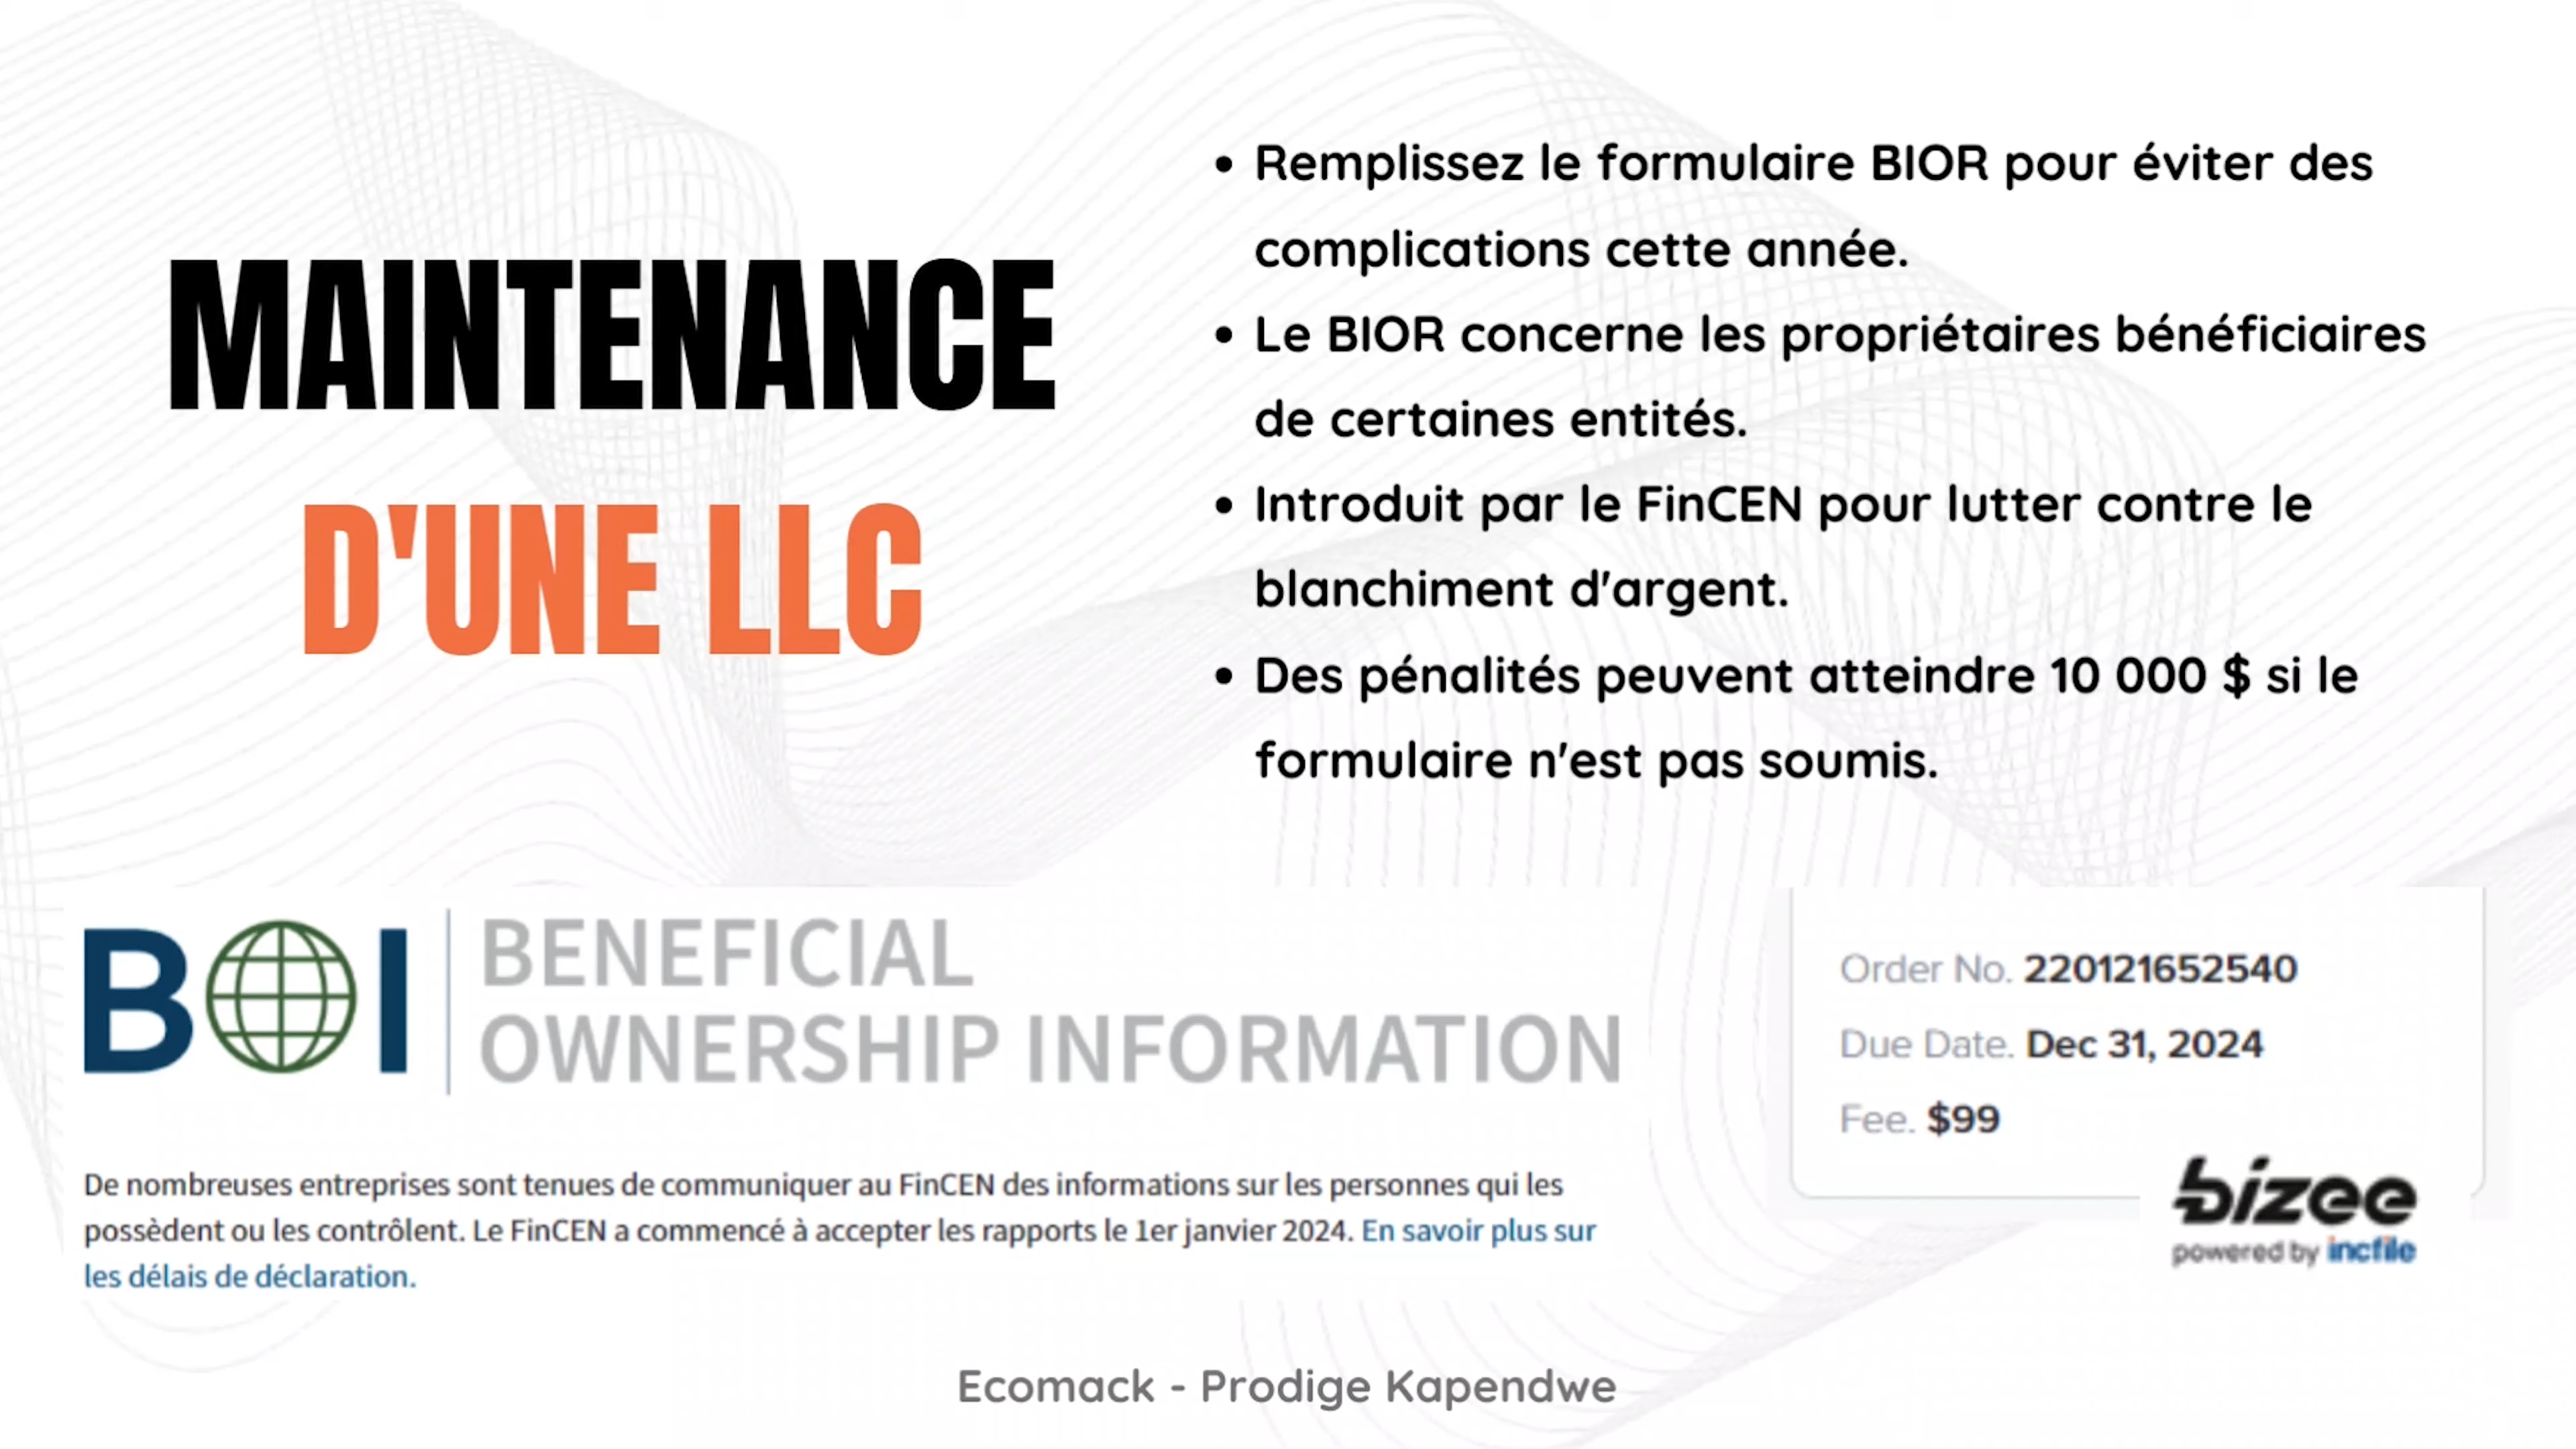 MAINTENANCE
D'UNE LLC
• Remplissez le formulaire BIOR pour éviter des
complications cette année.
• Le BIOR concerne les propriétaires bénéficiaires
de certaines entités.
• Introduit par le FinCEN pour lutter contre le
blanchiment d'argent.
• Des pénalités peuvent atteindre 10 000 $ si le
formulaire n'est pas soumis.
BOI
BENEFICIAL
OWNERSHIP INFORMATION
De nombreuses entreprises sont tenues de communiquer au FinCEN des informations sur les personnes qui les
possèdent ou les contrôlent. Le FinCEN a commencé à accepter les rapports le 1er janvier 2024. En savoir plus sur
les délais de déclaration.
Order No. 220121652540
Due Date. Dec 31, 2024
Fee. $99
bizee
powered by incfile
Ecomack - Prodige Kapendwe